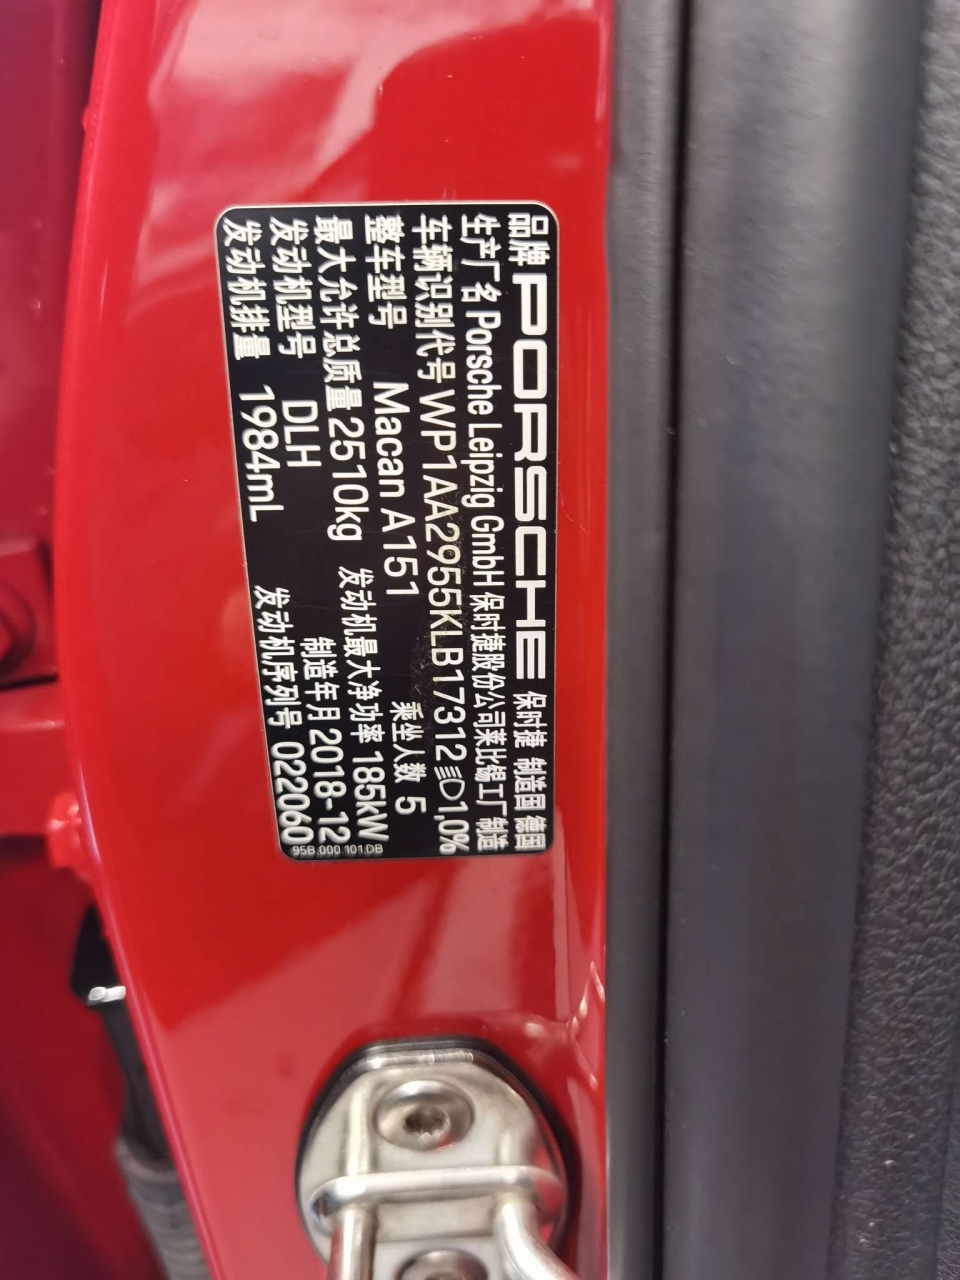 品牌 PORSCHE 保时捷 制造国 德国
生产厂名 Porsche Leipzig GmbH 保时捷股份公司莱比锡工厂 制造
车辆识别代号 WP1AA2955KLB17312 1,0%
整车型号 Macan A151 乘坐人数 5
最大允许总质量 2510kg 发动机最大净功率 185kW
发动机型号 DLH 制造年月 2018-12
发动机排量 1984mL 发动机序列号 022060
95B.000.101.DB